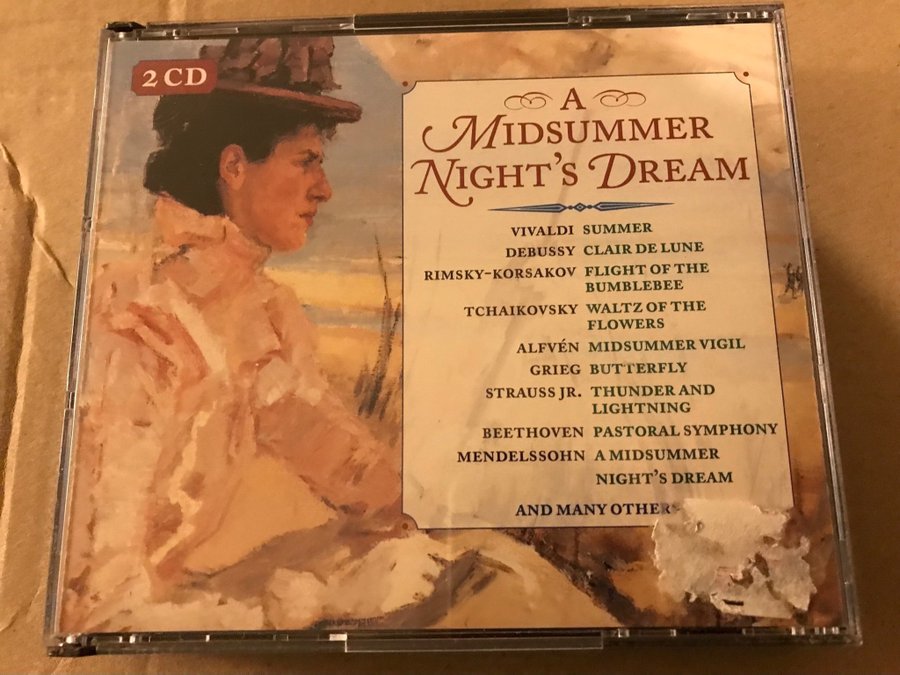 2 CD
A
MIDSUMMER
NIGHT'S DREAM
VIVALDI SUMMER
DEBUSSY CLAIR DE LUNE
RIMSKY-KORSAKOV FLIGHT OF THE
BUMBLEBEE
TCHAIKOVSKY WALTZ OF THE
FLOWERS
ALFVÉN MIDSUMMER VIGIL
GRIEG BUTTERFLY
STRAUSS JR. THUNDER AND
LIGHTNING
BEETHOVEN PASTORAL SYMPHONY
MENDELSSOHN A MIDSUMMER
NIGHT'S DREAM
AND MANY OTHERS